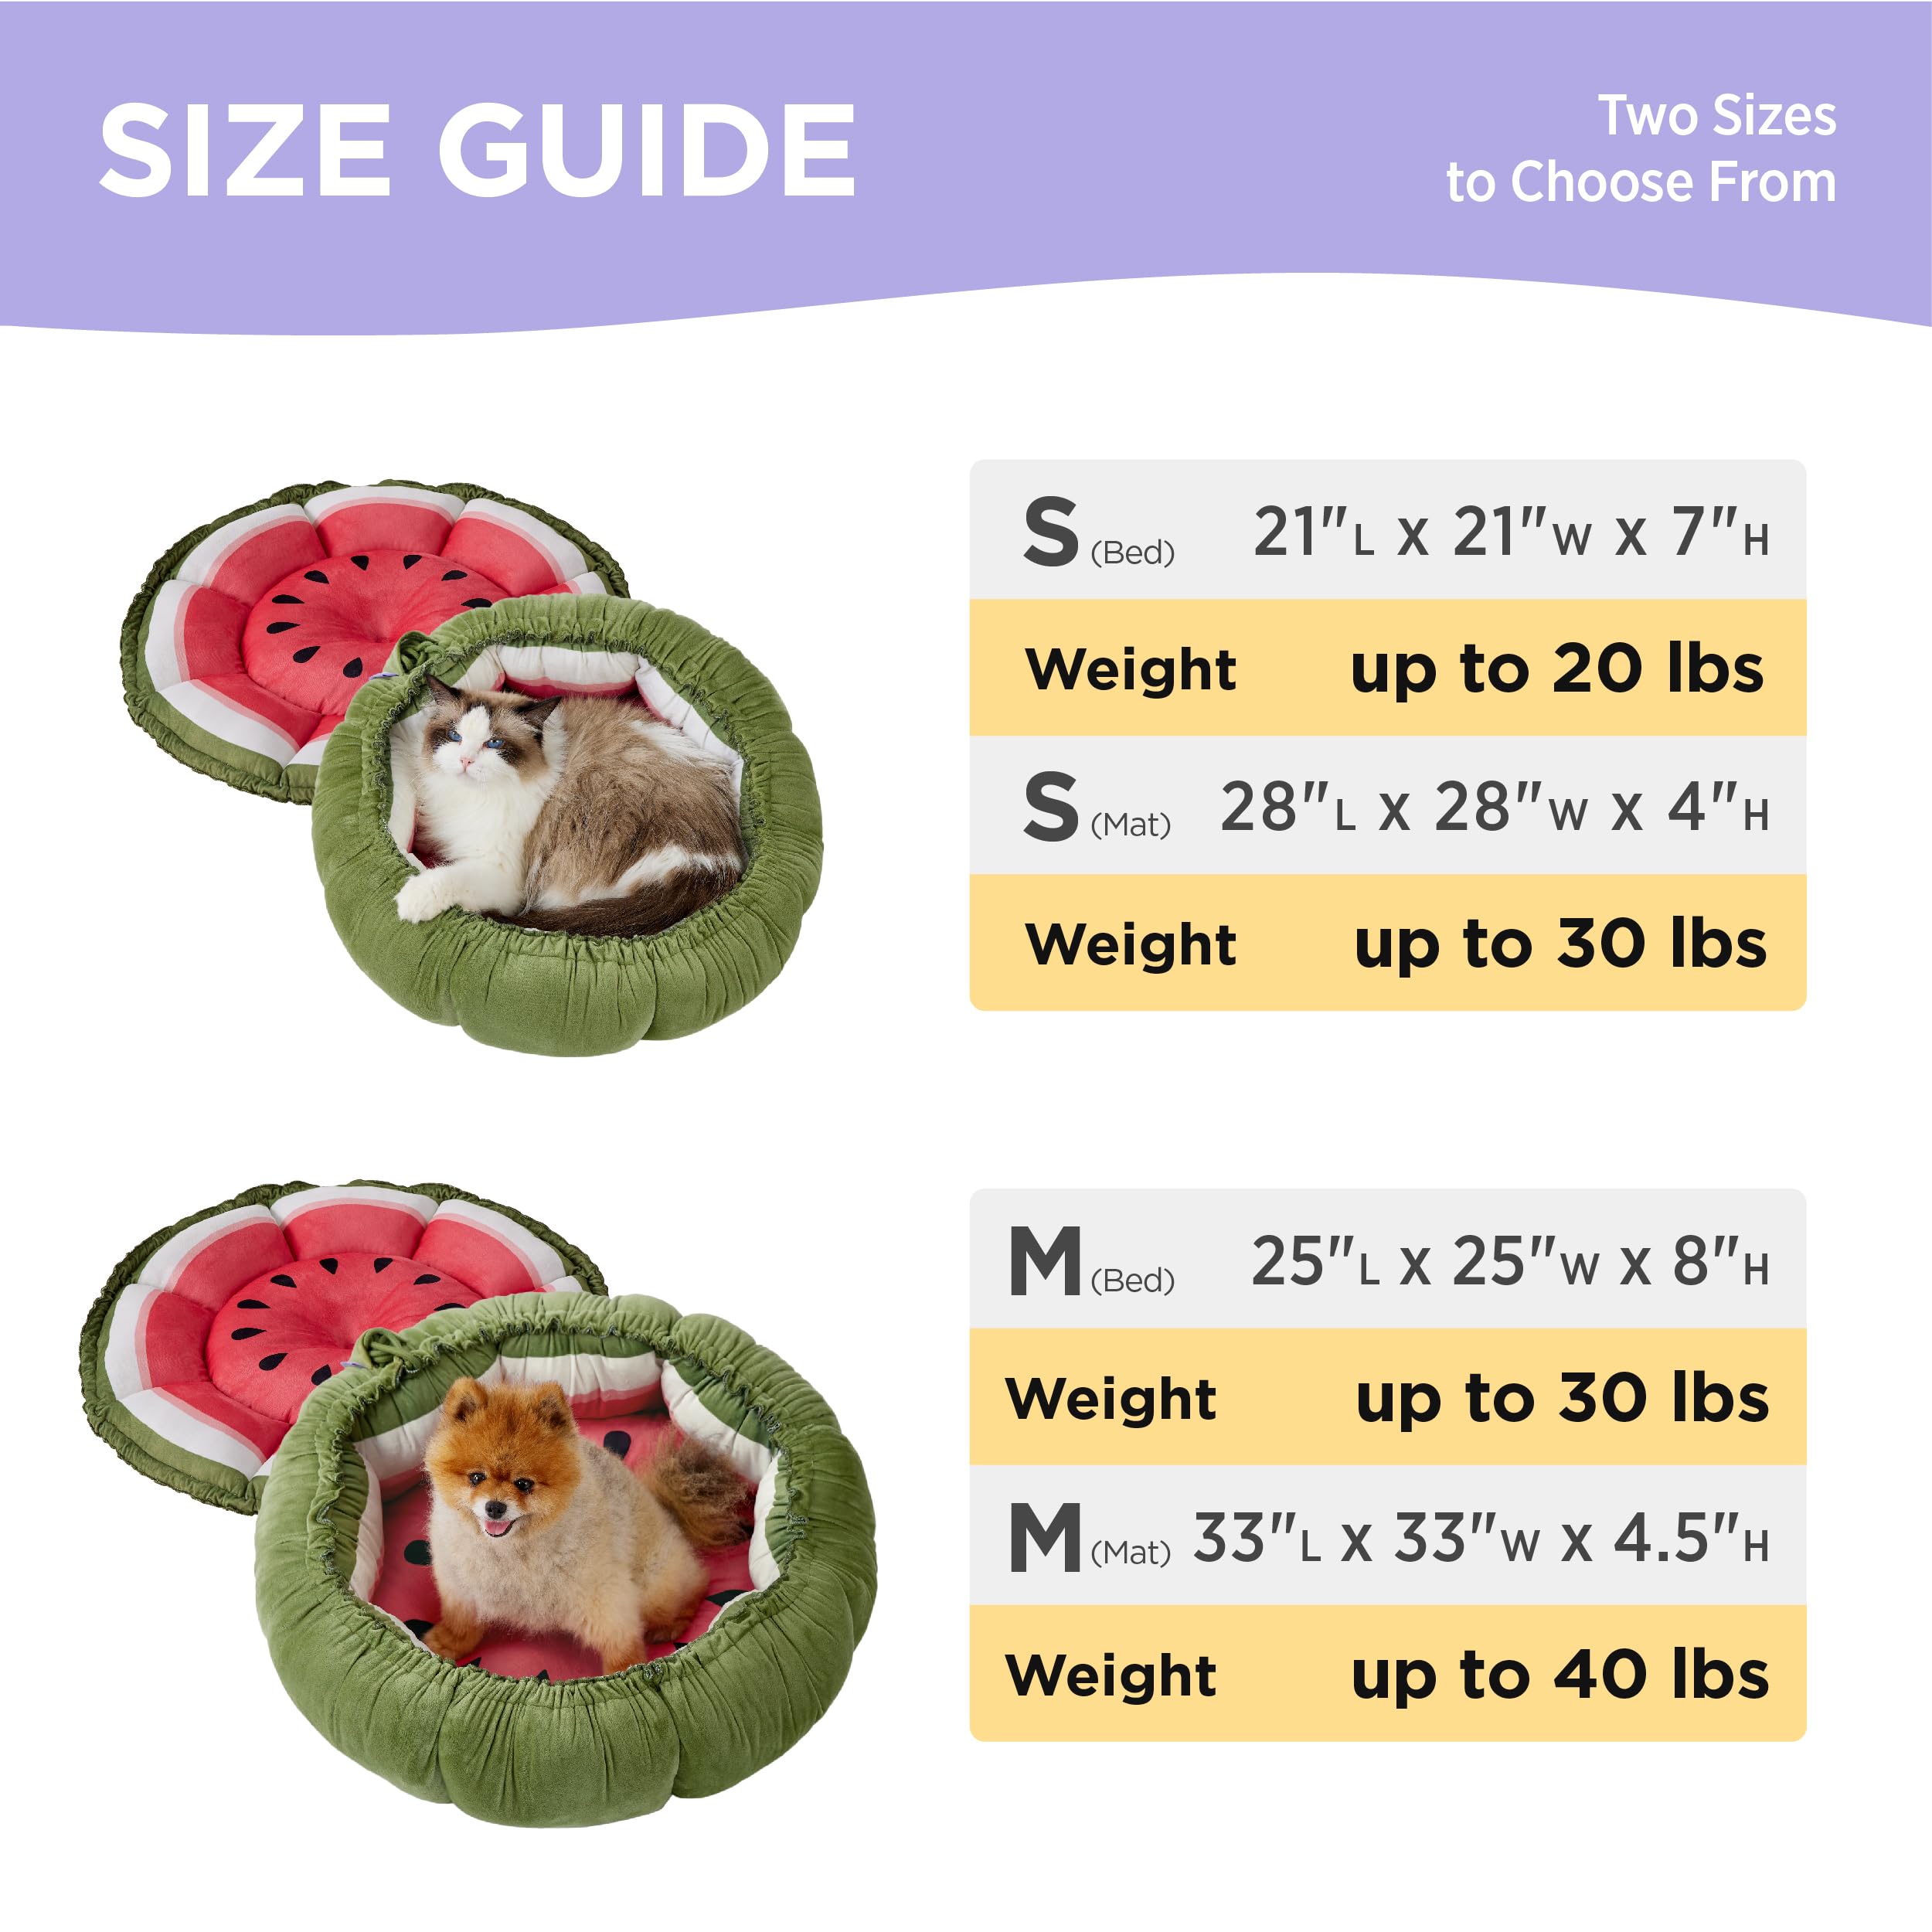 SIZE GUIDE
Two Sizes
to Choose From
S (Bed) 21"L x 21"W x 7"H
Weight up to 20 lbs
S (Mat) 28"L x 28"W x 4"H
Weight up to 30 lbs
M (Bed) 25"L x 25"W x 8"H
Weight up to 30 lbs
M (Mat) 33"L x 33"W x 4.5"H
Weight up to 40 lbs